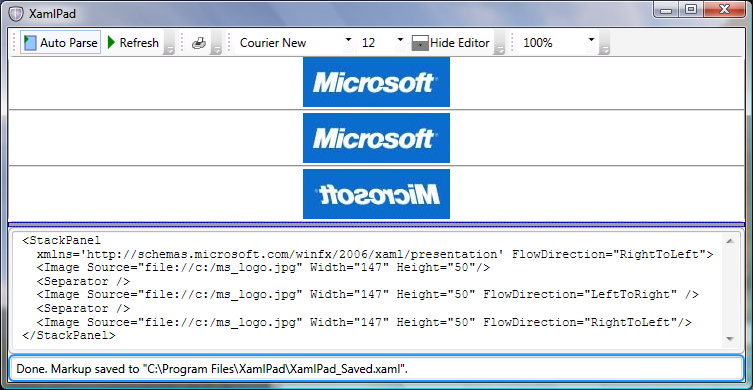 XamlPad
Auto Parse Refresh Courier New 12 Hide Editor 100%
Microsoft
Microsoft
Microsoft
<StackPanel
xmlns='http://schemas.microsoft.com/winfx/2006/xaml/presentation' FlowDirection="RightToLeft">
<Image Source="file://c:/ms_logo.jpg" Width="147" Height="50"/>
<Separator />
<Image Source="file://c:/ms_logo.jpg" Width="147" Height="50" FlowDirection="LeftToRight" />
<Separator />
<Image Source="file://c:/ms_logo.jpg" Width="147" Height="50" FlowDirection="RightToLeft"/>
</StackPanel>
Done. Markup saved to "C:\Program Files\XamlPad\XamlPad_Saved.xaml".